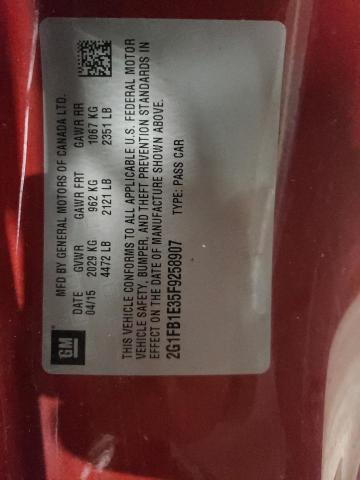 GM
MFD BY GENERAL MOTORS OF CANADA LTD.
DATE GVWR GAWR FRT GAWR RR
04/15 2029 KG 962 KG 1067 KG
4472 LB 2121 LB 2351 LB
THIS VEHICLE CONFORMS TO ALL APPLICABLE U.S. FEDERAL MOTOR
VEHICLE SAFETY, BUMPER, AND THEFT PREVENTION STANDARDS IN
EFFECT ON THE DATE OF MANUFACTURE SHOWN ABOVE.
2G1FB1E35F9258907 TYPE: PASS CAR